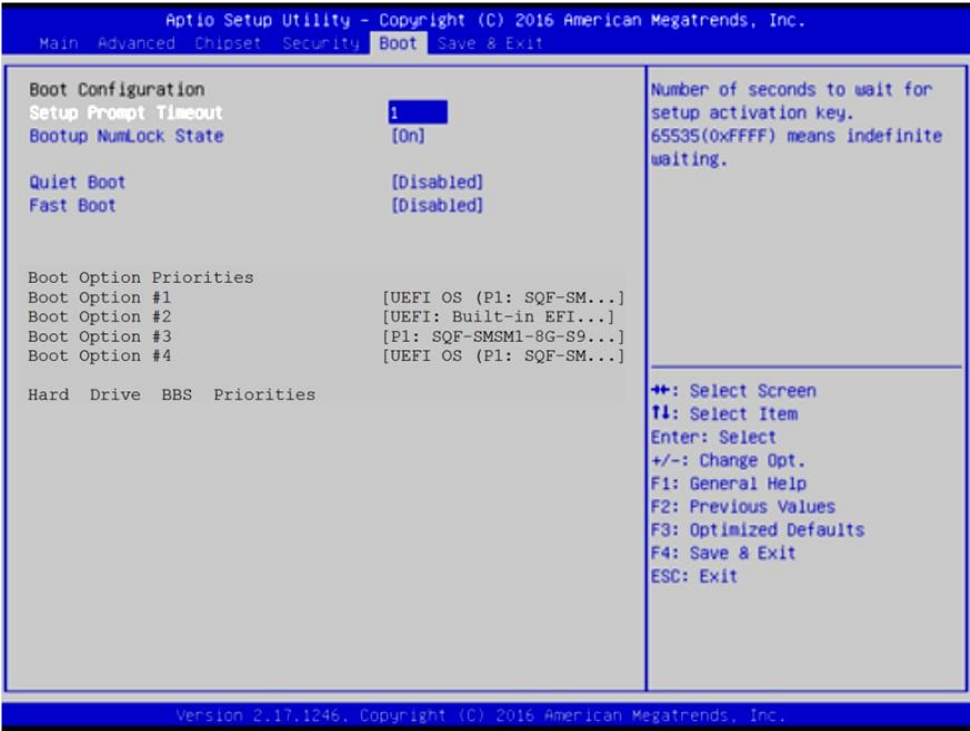 Aptio Setup Utility – Copyright (C) 2016 American Megatrends, Inc.
Main Advanced Chipset Security Boot Save & Exit
Boot Configuration
Setup Prompt Timeout 1
Bootup NumLock State [On]
Quiet Boot [Disabled]
Fast Boot [Disabled]
Boot Option Priorities
Boot Option #1 [UEFI OS (P1: SQF-SM...]
Boot Option #2 [UEFI: Built-in EFI...]
Boot Option #3 [P1: SQF-SMSM1-8G-S9...]
Boot Option #4 [UEFI OS (P1: SQF-SM...]
Hard Drive BBS Priorities
Number of seconds to wait for
setup activation key.
65535(0xFFFF) means indefinite
waiting.
→←: Select Screen
↑↓: Select Item
Enter: Select
+/-: Change Opt.
F1: General Help
F2: Previous Values
F3: Optimized Defaults
F4: Save & Exit
ESC: Exit
Version 2.17.1246. Copyright (C) 2016 American Megatrends, Inc.